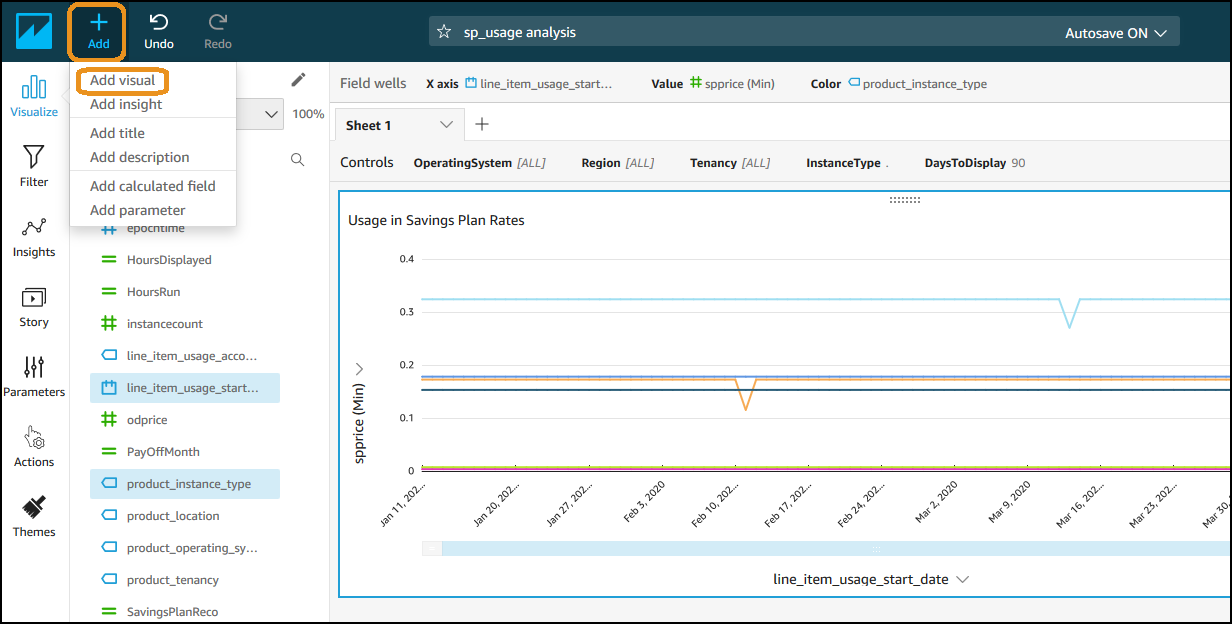 Add
Undo
Redo
sp_usage analysis
Autosave ON
Add visual
Add insight
Add title
Add description
Add calculated field
Add parameter
Visualize
Filter
Insights
Story
Parameters
Actions
Themes
100%
epochtime
HoursDisplayed
HoursRun
instancecount
line_item_usage_acco...
line_item_usage_start...
odprice
PayOffMonth
product_instance_type
product_location
product_operating_sy...
product_tenancy
SavingsPlanReco
Field wells X axis line_item_usage_start... Value spprice (Min) Color product_instance_type
Sheet 1
Controls OperatingSystem [ALL] Region [ALL] Tenancy [ALL] InstanceType . DaysToDisplay 90
Usage in Savings Plan Rates
spprice (Min)
0.4
0.3
0.2
0.1
0
Jan 11, 202... Jan 20, 202... Jan 27, 202... Feb 3, 2020 Feb 10, 202... Feb 17, 202... Feb 24, 202... Mar 2, 2020 Mar 9, 2020 Mar 16, 202... Mar 23, 202... Mar 30,
line_item_usage_start_date